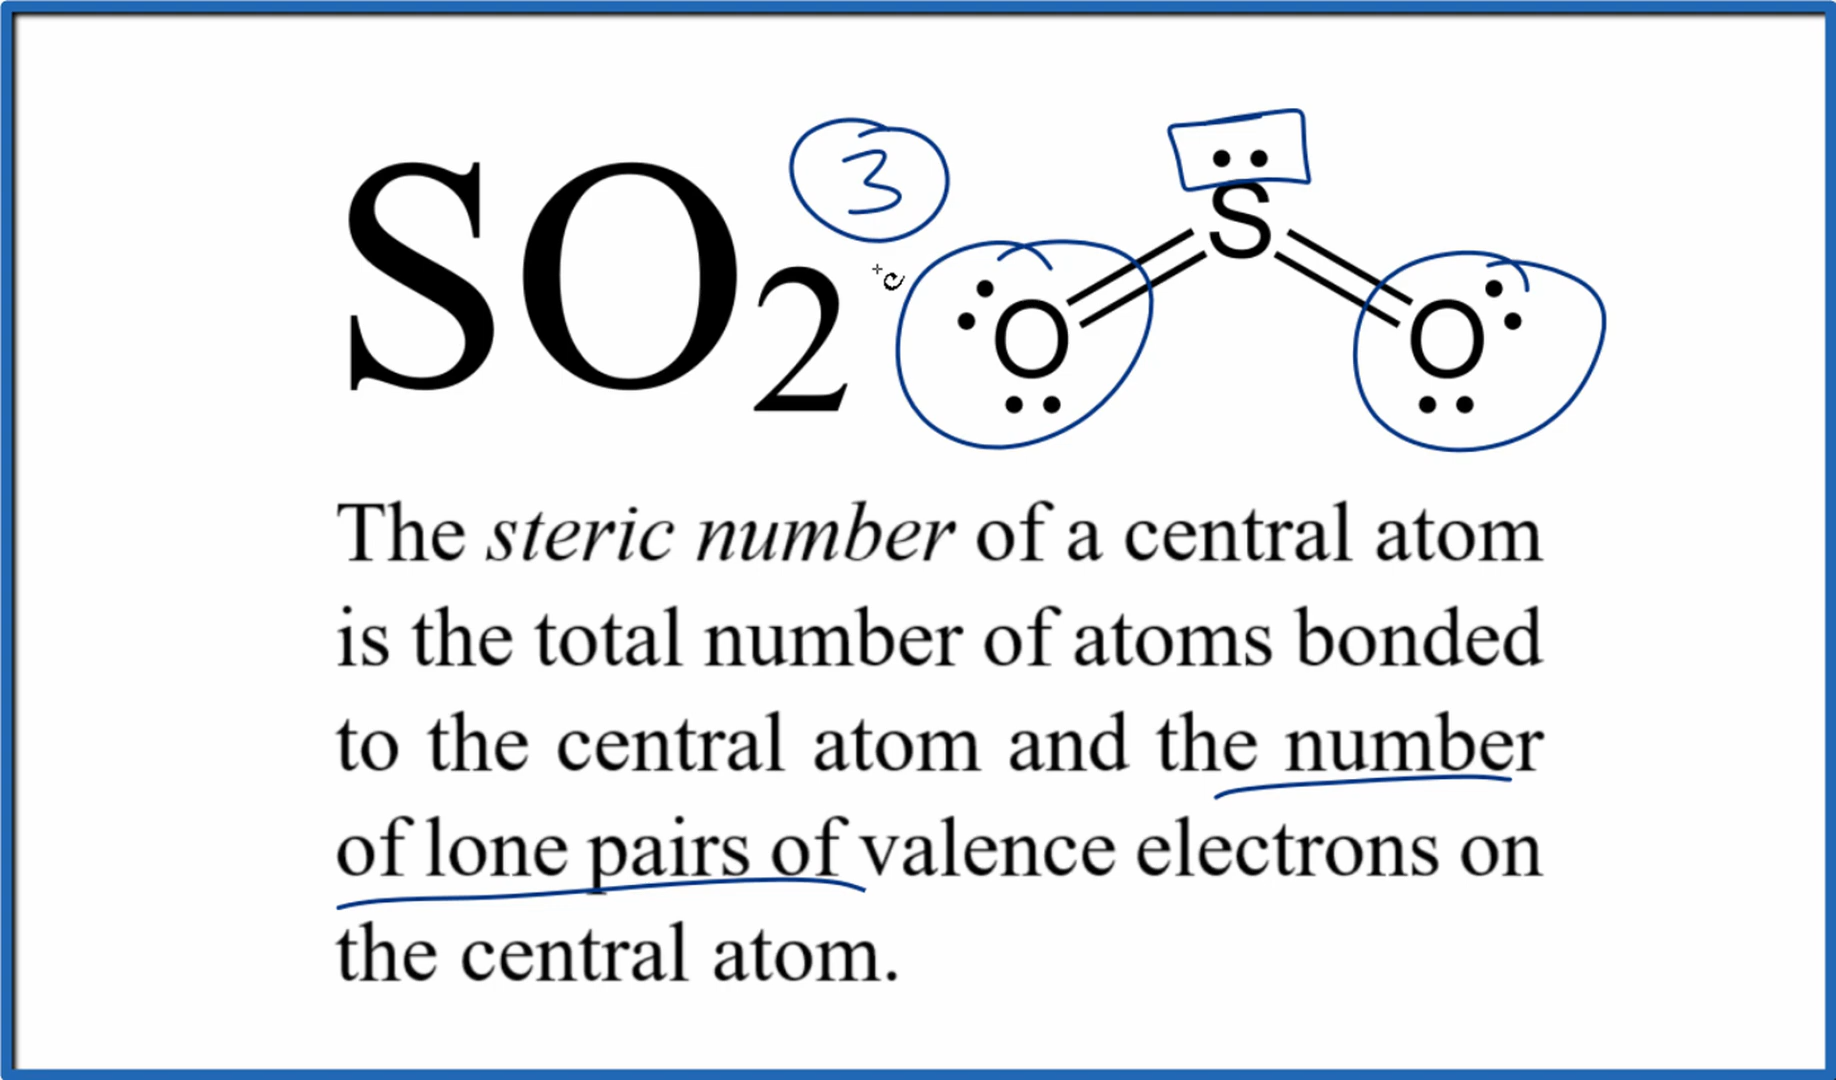 SO2
3
S
O O
The steric number of a central atom
is the total number of atoms bonded
to the central atom and the number
of lone pairs of valence electrons on
the central atom.